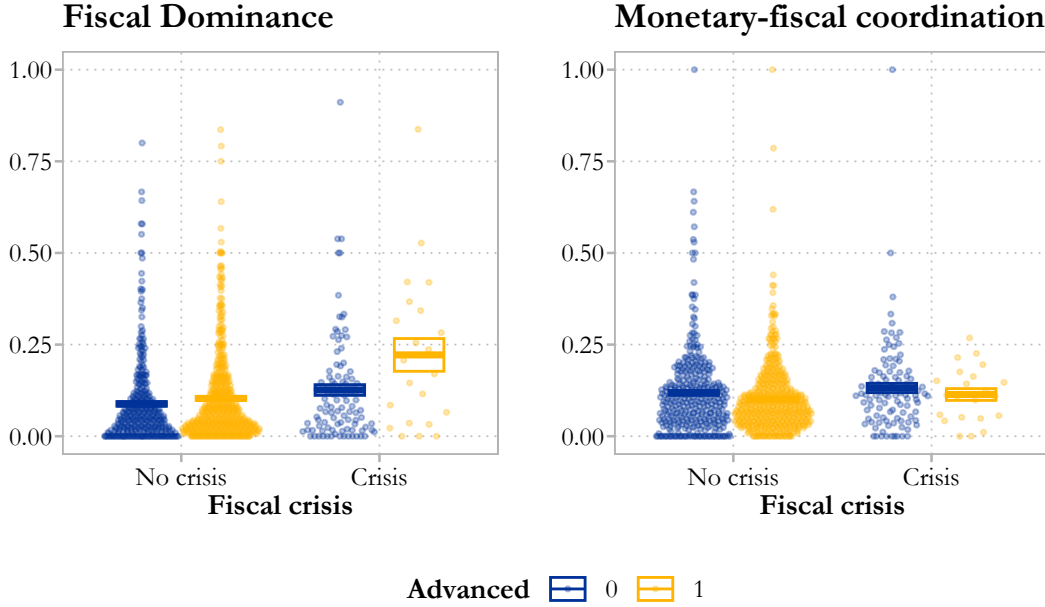 Fiscal Dominance
1.00
0.75
0.50
0.25
0.00
No crisis
Crisis
Fiscal crisis
Monetary-fiscal coordination
1.00
0.75
0.50
0.25
0.00
No crisis
Crisis
Fiscal crisis
Advanced 0 1